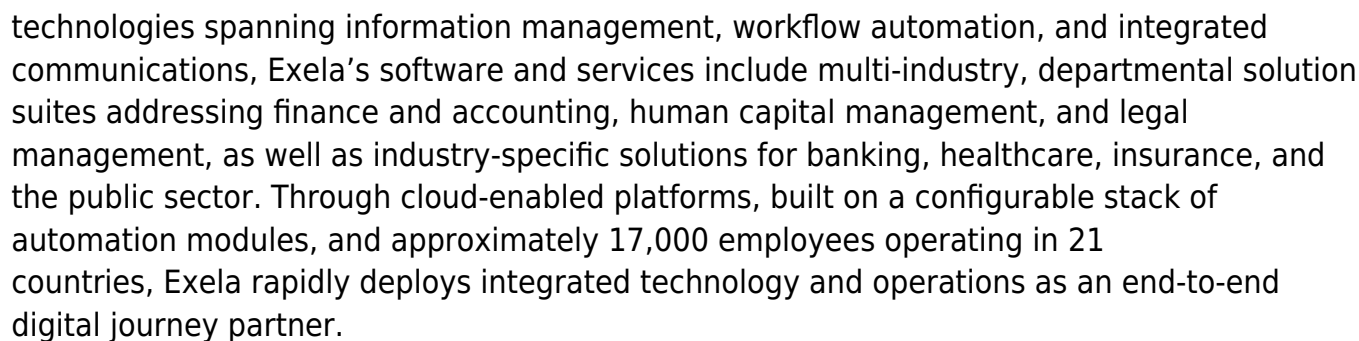 technologies spanning information management, workflow automation, and integrated
communications, Exela’s software and services include multi-industry, departmental solution
suites addressing finance and accounting, human capital management, and legal
management, as well as industry-specific solutions for banking, healthcare, insurance, and
the public sector. Through cloud-enabled platforms, built on a configurable stack of
automation modules, and approximately 17,000 employees operating in 21
countries, Exela rapidly deploys integrated technology and operations as an end-to-end
digital journey partner.